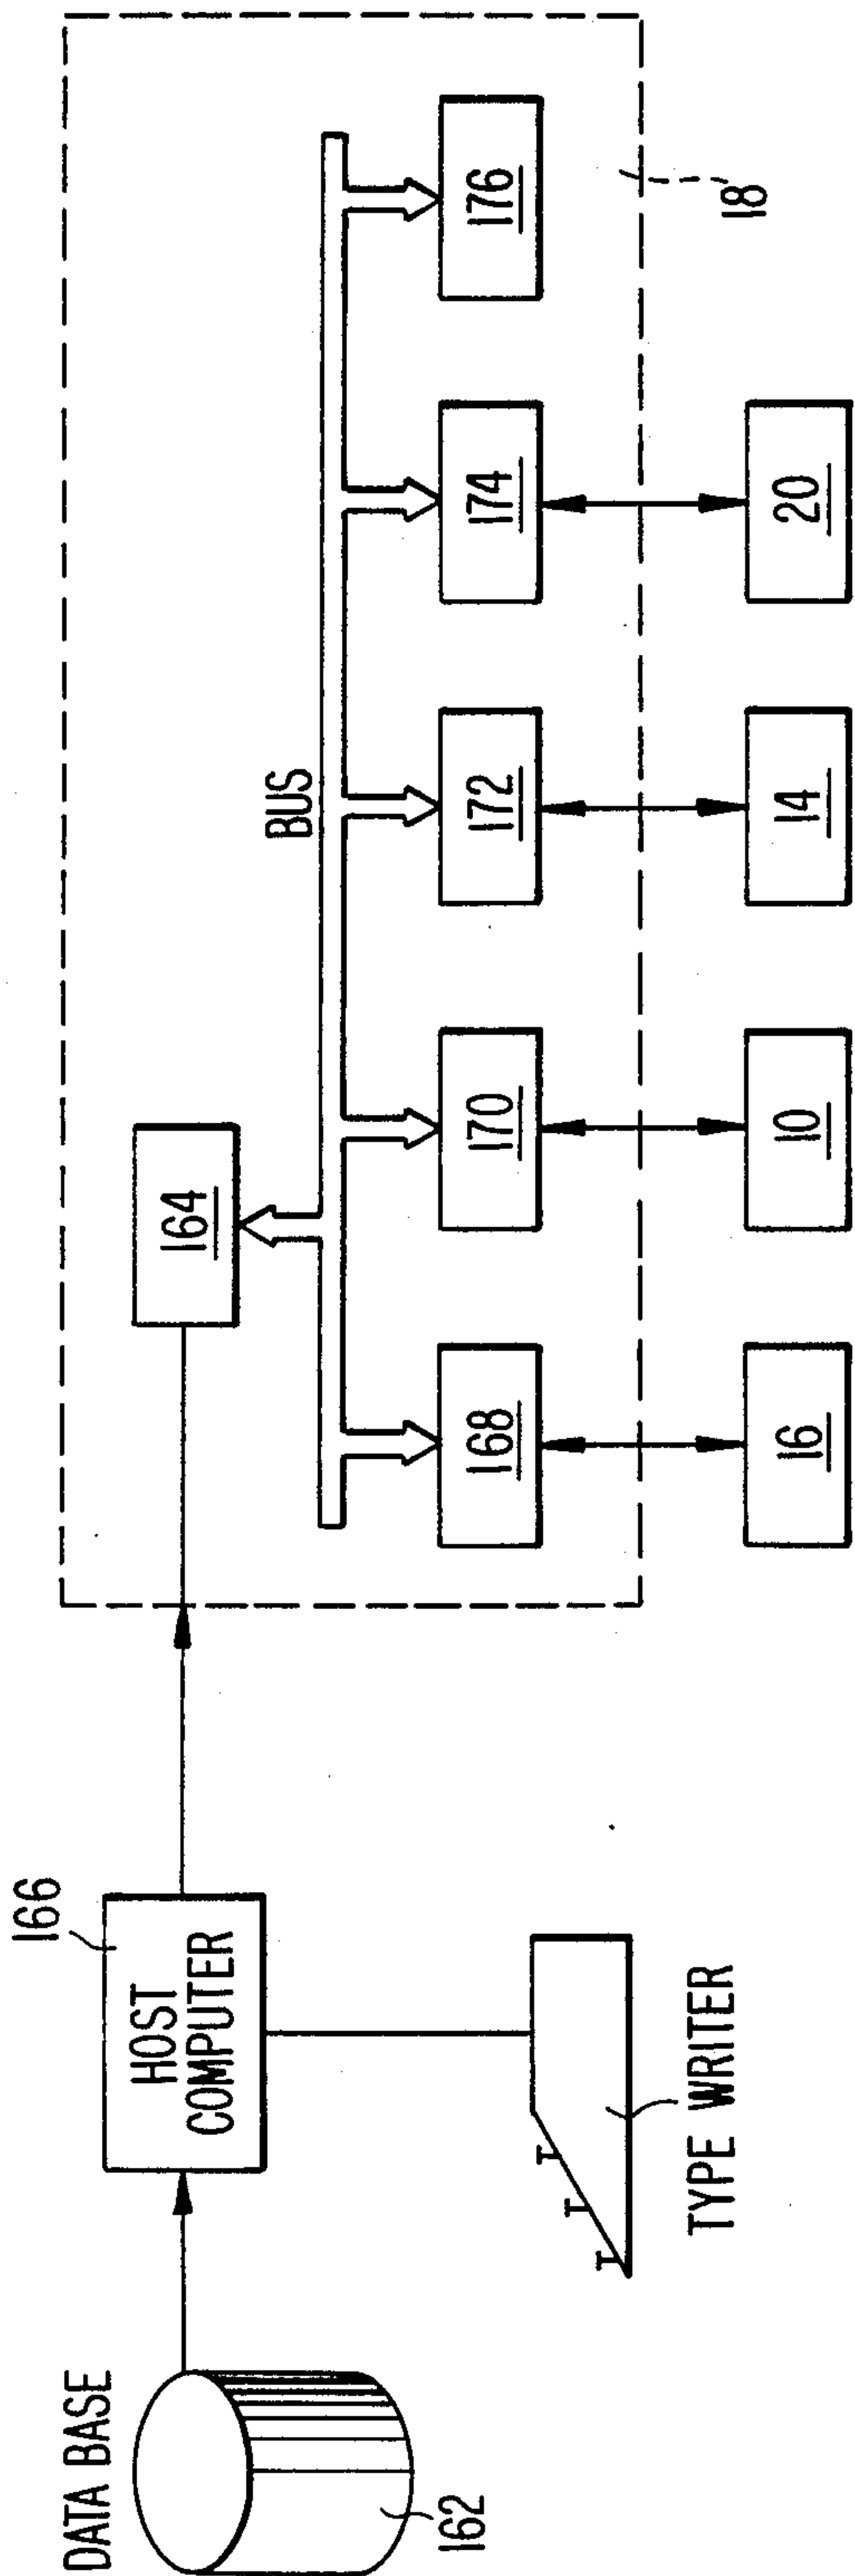 DATA BASE
162
166
HOST
COMPUTER
TYPE WRITER
164
BUS
168
170
172
174
176
18
16
10
14
20